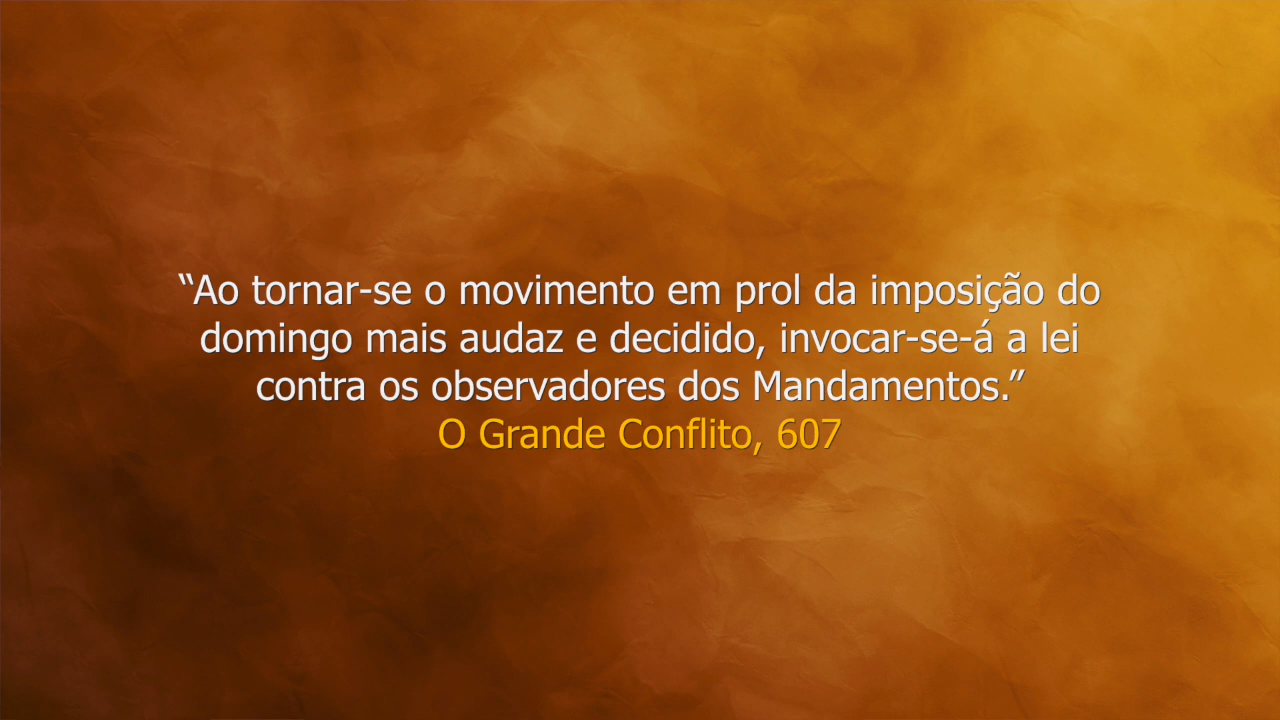 “Ao tornar-se o movimento em prol da imposição do
domingo mais audaz e decidido, invocar-se-á a lei
contra os observadores dos Mandamentos.”
O Grande Conflito, 607